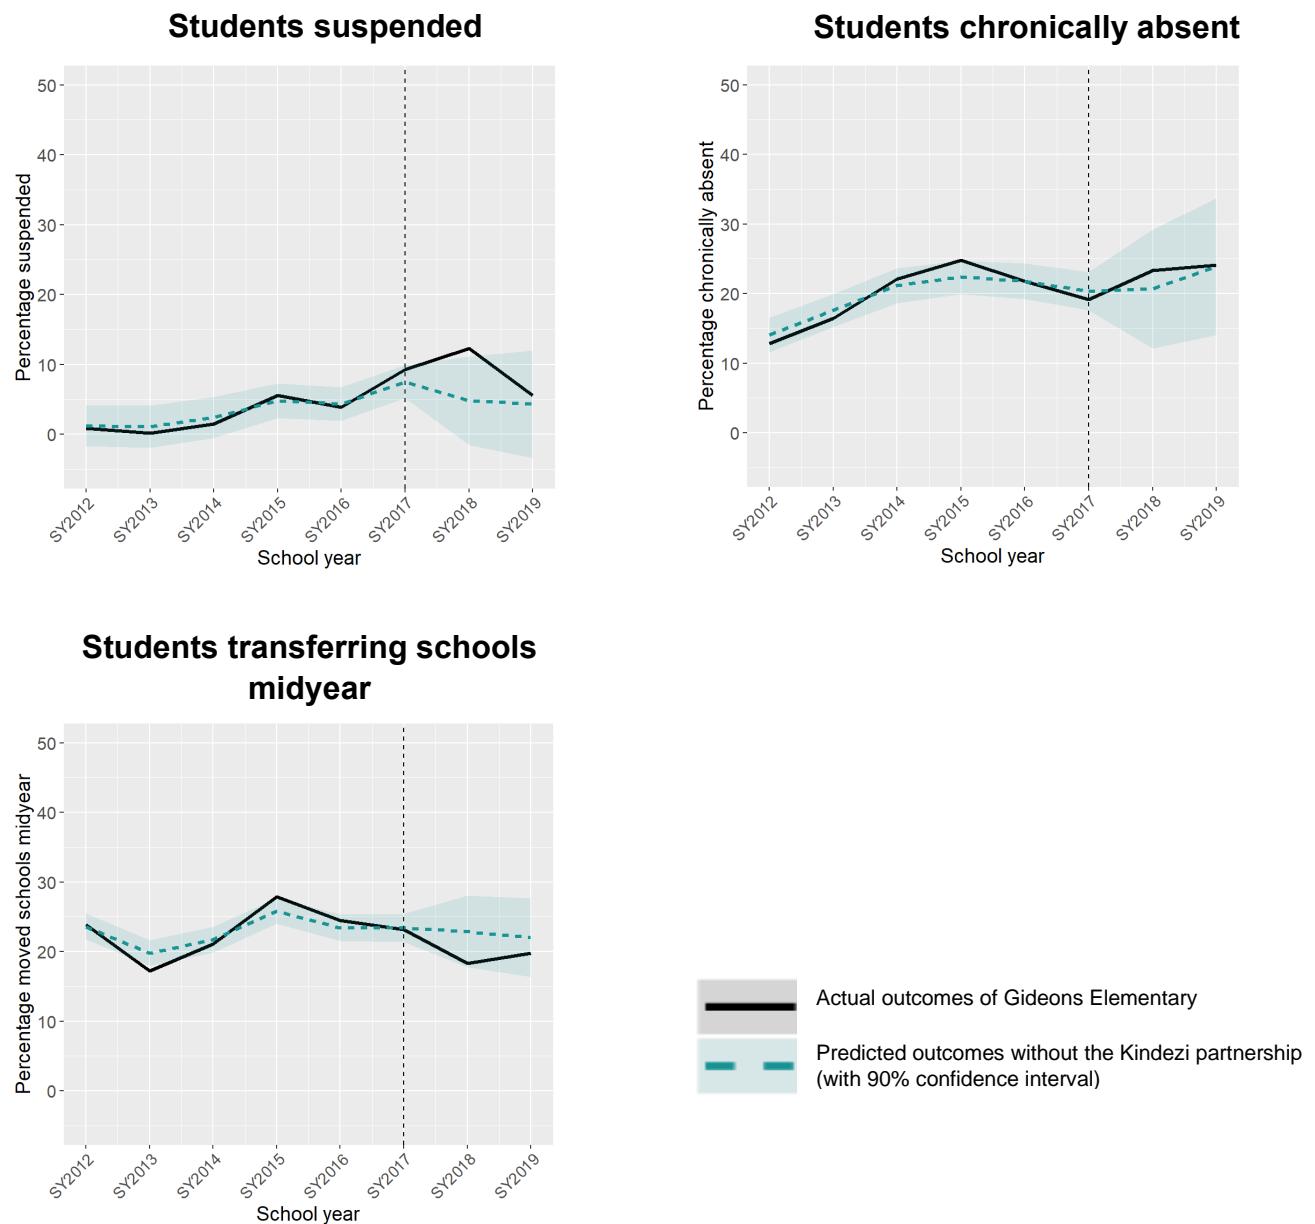 Students suspended
50
40
30
20
10
0
Percentage suspended
SY2012
SY2013
SY2014
SY2015
SY2016
SY2017
SY2018
SY2019
School year
Students chronically absent
50
40
30
20
10
0
Percentage chronically absent
SY2012
SY2013
SY2014
SY2015
SY2016
SY2017
SY2018
SY2019
School year
Students transferring schools
midyear
50
40
30
20
10
0
Percentage moved schools midyear
SY2012
SY2013
SY2014
SY2015
SY2016
SY2017
SY2018
SY2019
School year
Actual outcomes of Gideons Elementary
Predicted outcomes without the Kindezi partnership
(with 90% confidence interval)